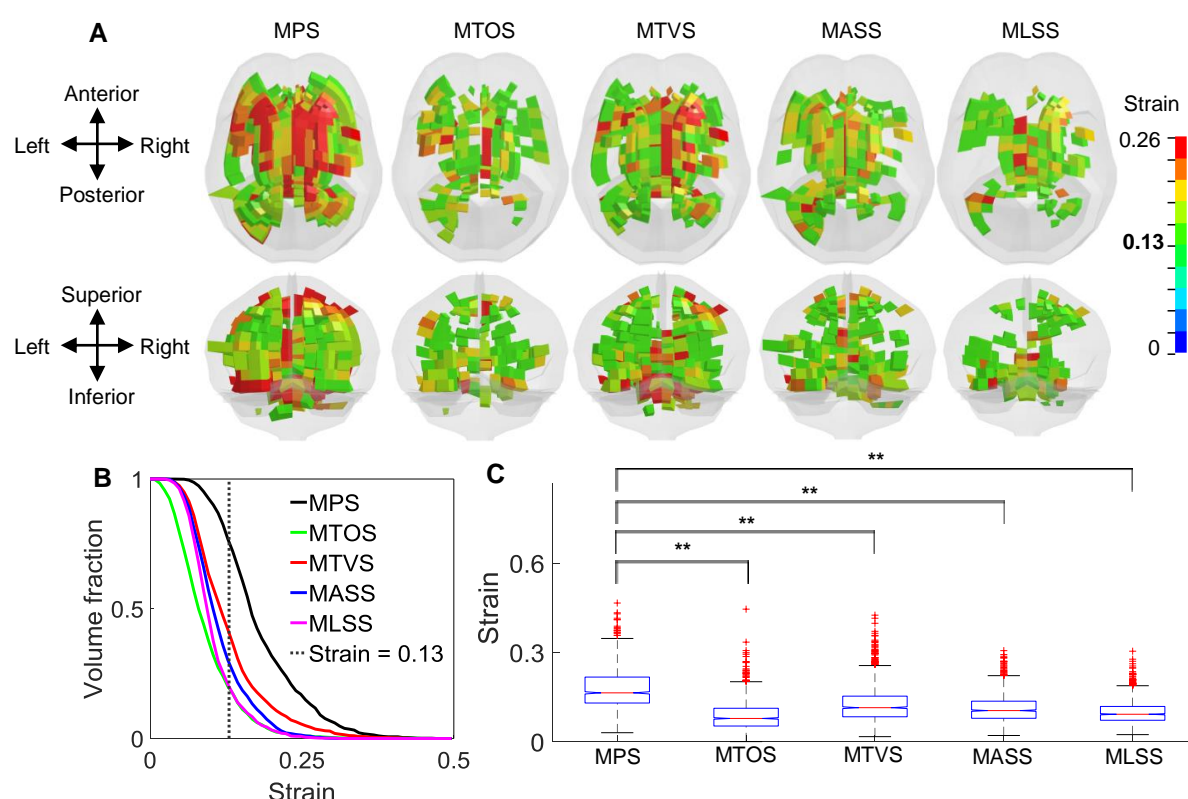 A
MPS MTOS MTVS MASS MLSS
Anterior
Left Right
Posterior
Strain
0.26
0.13
0
Superior
Left Right
Inferior
B
1
0.5
0
Volume fraction
MPS
MTOS
MTVS
MASS
MLSS
Strain = 0.13
0 0.25 0.5
Strain
C
**
**
**
**
0.6
0.3
0
Strain
MPS MTOS MTVS MASS MLSS